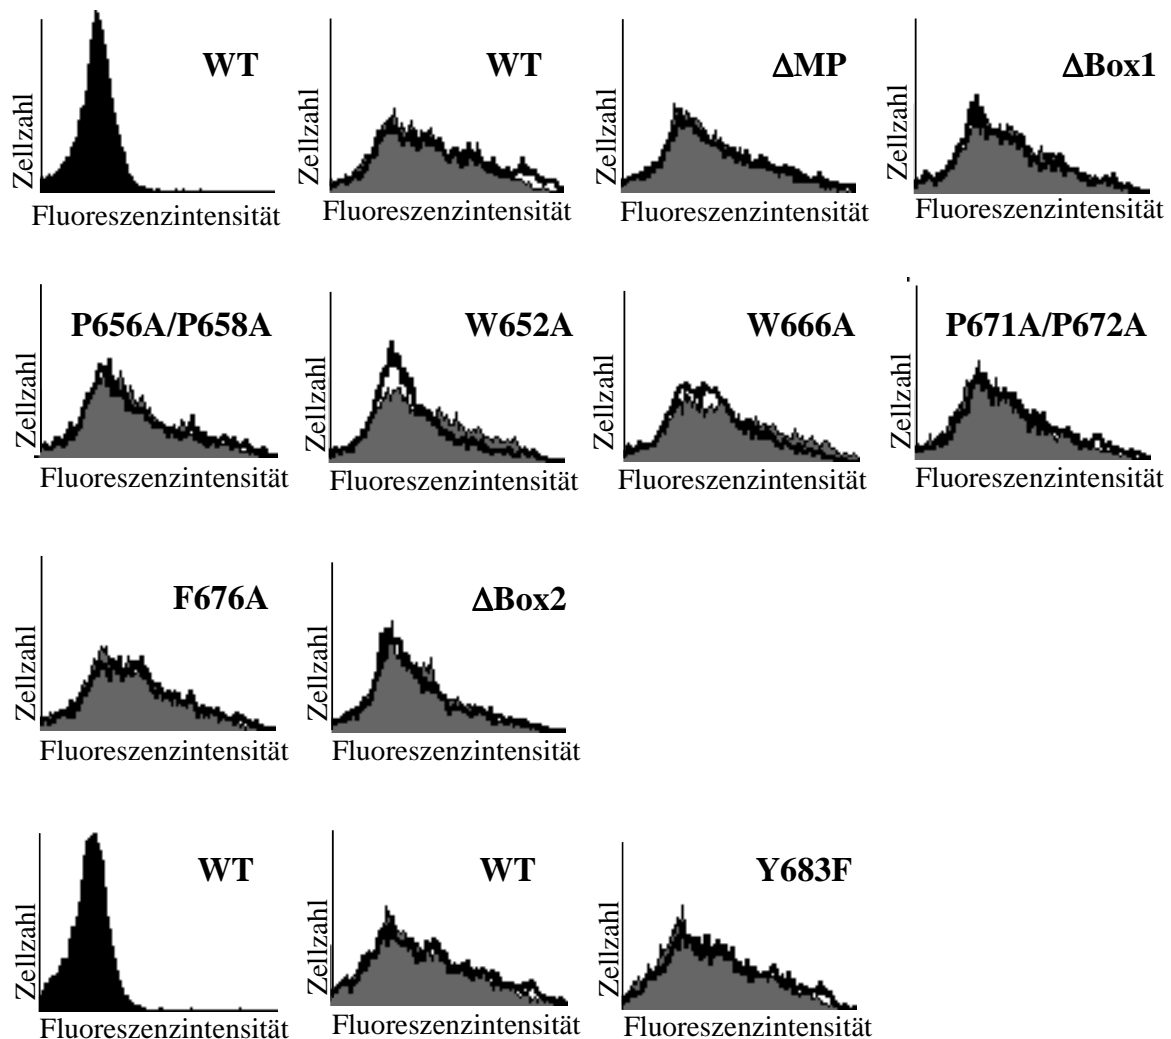 WT
Zellzahl
Fluoreszenzintensität
WT
Zellzahl
Fluoreszenzintensität
ΔMP
Zellzahl
Fluoreszenzintensität
ΔBox1
Zellzahl
Fluoreszenzintensität
P656A/P658A
Zellzahl
Fluoreszenzintensität
W652A
Zellzahl
Fluoreszenzintensität
W666A
Zellzahl
Fluoreszenzintensität
P671A/P672A
Zellzahl
Fluoreszenzintensität
F676A
Zellzahl
Fluoreszenzintensität
ΔBox2
Zellzahl
Fluoreszenzintensität
WT
Zellzahl
Fluoreszenzintensität
WT
Zellzahl
Fluoreszenzintensität
Y683F
Zellzahl
Fluoreszenzintensität